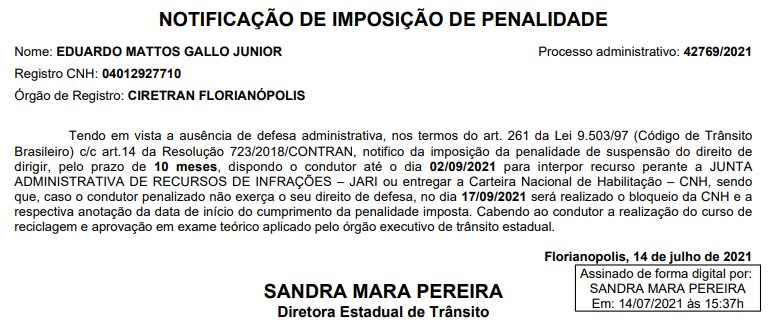 NOTIFICAÇÃO DE IMPOSIÇÃO DE PENALIDADE
Nome: EDUARDO MATTOS GALLO JUNIOR Processo administrativo: 42769/2021
Registro CNH: 04012927710
Órgão de Registro: CIRETRAN FLORIANÓPOLIS
Tendo em vista a ausência de defesa administrativa, nos termos do art. 261 da Lei 9.503/97 (Código de Trânsito
Brasileiro) c/c art.14 da Resolução 723/2018/CONTRAN, notifico da imposição da penalidade de suspensão do direito de
dirigir, pelo prazo de 10 meses, dispondo o condutor até o dia 02/09/2021 para interpor recurso perante a JUNTA
ADMINISTRATIVA DE RECURSOS DE INFRAÇÕES – JARI ou entregar a Carteira Nacional de Habilitação – CNH, sendo
que, caso o condutor penalizado não exerça o seu direito de defesa, no dia 17/09/2021 será realizado o bloqueio da CNH e a
respectiva anotação da data de início do cumprimento da penalidade imposta. Cabendo ao condutor a realização do curso de
reciclagem e aprovação em exame teórico aplicado pelo órgão executivo de trânsito estadual.
Florianopolis, 14 de julho de 2021
Assinado de forma digital por:
SANDRA MARA PEREIRA
Em: 14/07/2021 às 15:37h
SANDRA MARA PEREIRA
Diretora Estadual de Trânsito